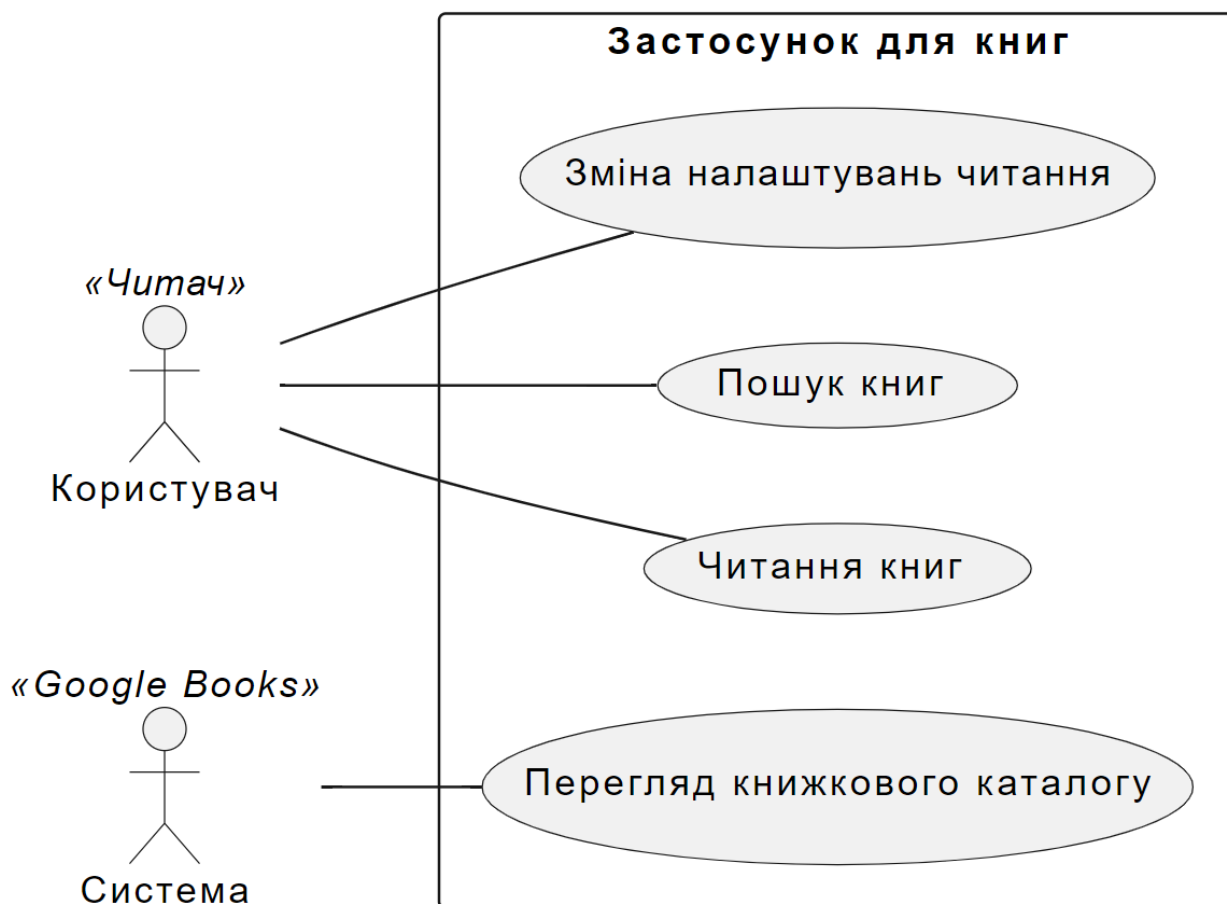 Застосунок для книг
Зміна налаштувань читання
«Читач»
Користувач
Пошук книг
Читання книг
«Google Books»
Система
Перегляд книжкового каталогу